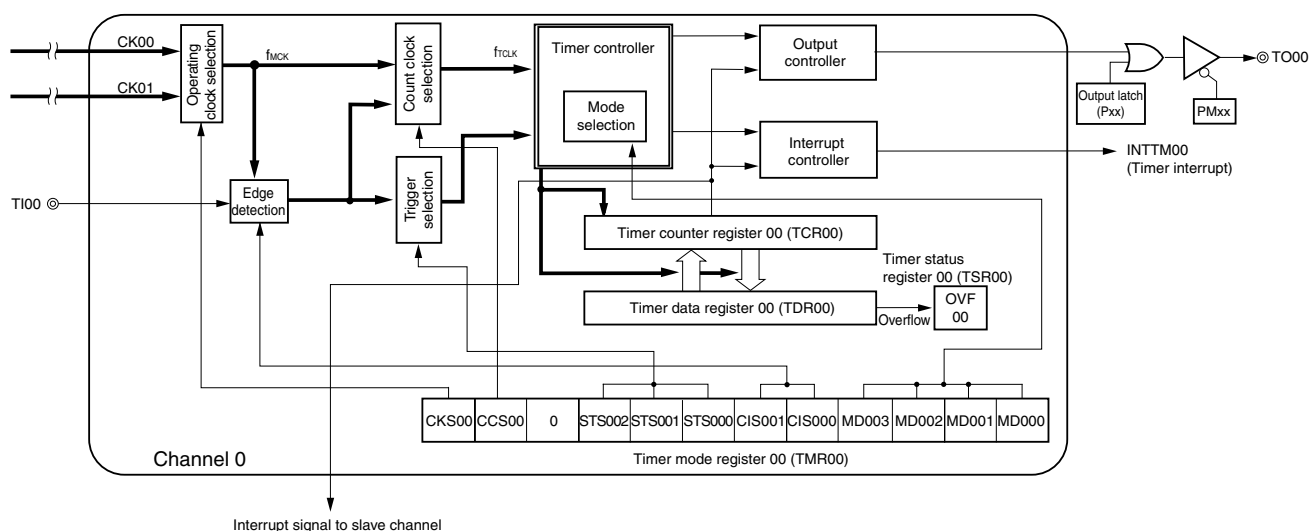 CK00
CK01
Operating
clock selection
fMCK
Count clock
selection
fTCLK
Timer controller
Mode
selection
Output
controller
Output latch
(Pxx)
PMxx
TO00
Interrupt
controller
INTTM00
(Timer interrupt)
TI00
Edge
detection
Trigger
selection
Timer counter register 00 (TCR00)
Timer status
register 00 (TSR00)
Timer data register 00 (TDR00)
Overflow
OVF
00
CKS00 CCS00 0 STS002 STS001 STS000 CIS001 CIS000 MD003 MD002 MD001 MD000
Channel 0
Timer mode register 00 (TMR00)
Interrupt signal to slave channel